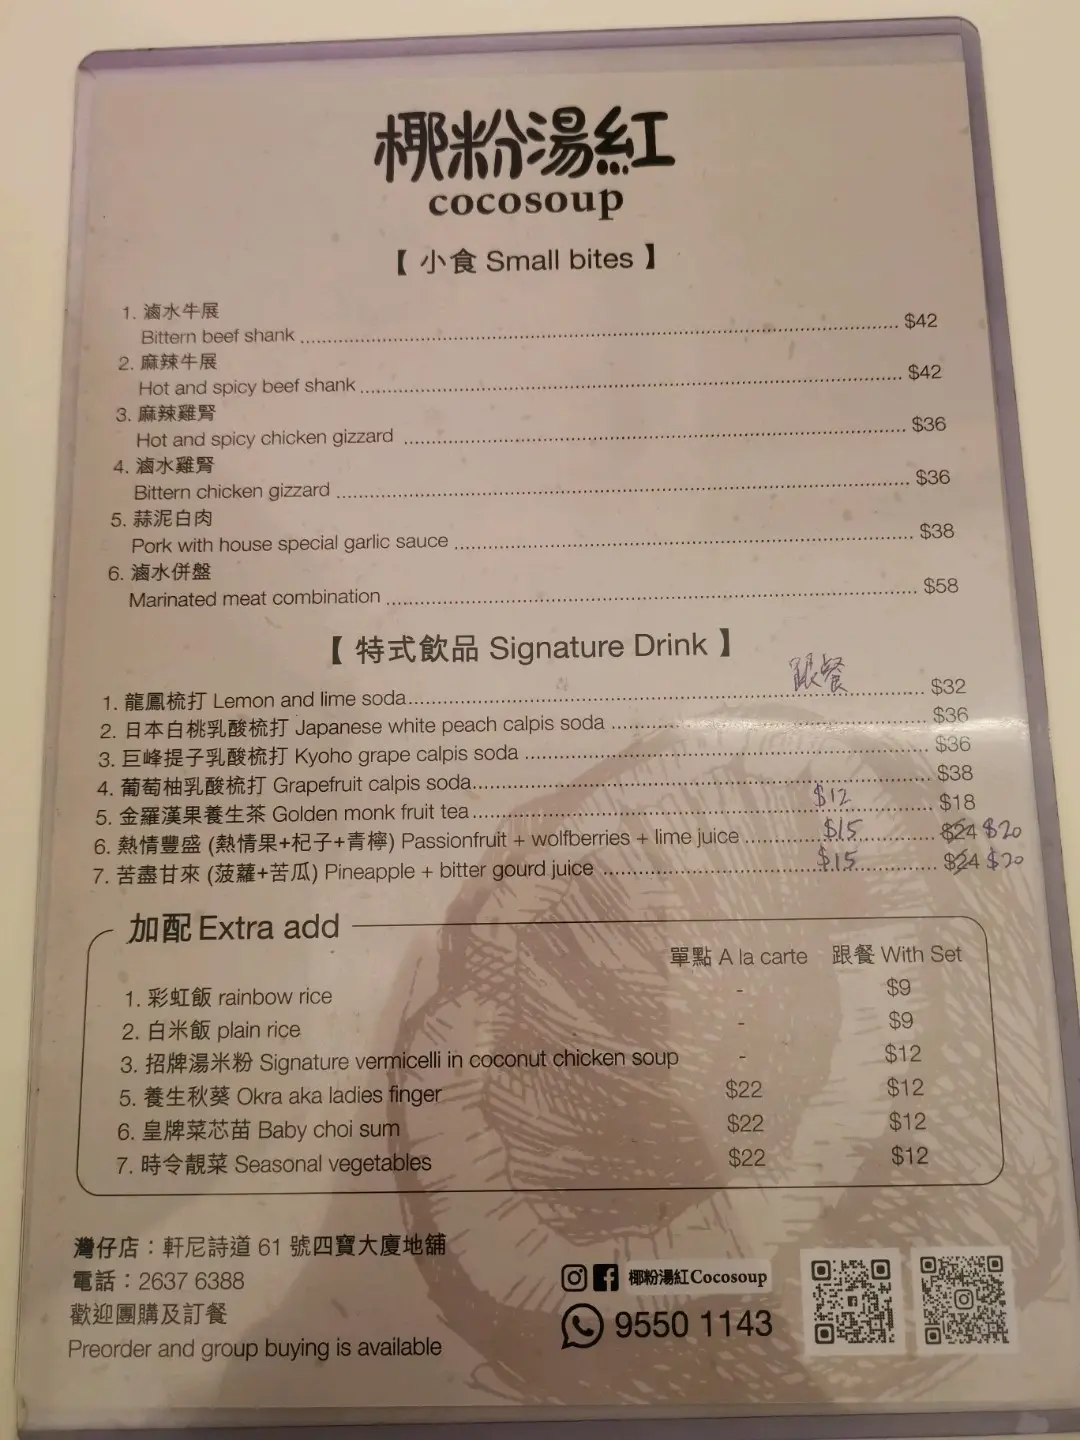 椰粉湯紅
cocosoup
【 小食 Small bites 】
1. 滷水牛展
Bittern beef shank ........ $42
2. 麻辣牛展
Hot and spicy beef shank ........ $42
3. 麻辣雞腎
Hot and spicy chicken gizzard ........ $36
4. 滷水雞腎
Bittern chicken gizzard ........ $36
5. 蒜泥白肉
Pork with house special garlic sauce ........ $38
6. 滷水併盤
Marinated meat combination ........ $58
【 特式飲品 Signature Drink 】
跟餐
1. 龍鳳梳打 Lemon and lime soda ........ $32
2. 日本白桃乳酸梳打 Japanese white peach calpis soda ........ $36
3. 巨峰提子乳酸梳打 Kyoho grape calpis soda ........ $36
4. 葡萄柚乳酸梳打 Grapefruit calpis soda ........ $38
5. 金羅漢果養生茶 Golden monk fruit tea ........ $12 $18
6. 熱情豐盛 (熱情果+杞子+青檸) Passionfruit + wolfberries + lime juice ........ $15 $24 $20
7. 苦盡甘來 (菠蘿+苦瓜) Pineapple + bitter gourd juice ........ $15 $24 $20
加配 Extra add
單點 A la carte 跟餐 With Set
1. 彩虹飯 rainbow rice - $9
2. 白米飯 plain rice - $9
3. 招牌湯米粉 Signature vermicelli in coconut chicken soup - $12
5. 養生秋葵 Okra aka ladies finger $22 $12
6. 皇牌菜芯苗 Baby choi sum $22 $12
7. 時令靚菜 Seasonal vegetables $22 $12
灣仔店：軒尼詩道 61 號四寶大廈地舖
電話：2637 6388
歡迎團購及訂餐
Preorder and group buying is available
椰粉湯紅Cocosoup
9550 1143